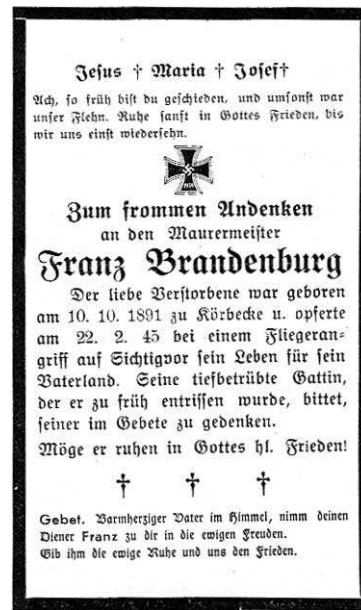 Jesus † Maria † Josef†
Ach, so früh bist du geschieden, und umsonst war
unser Flehn. Ruhe sanft in Gottes Frieden, bis
wir uns einst wiedersehn.
Zum frommen Andenken
an den Maurermeister
Franz Brandenburg
Der liebe Verstorbene war geboren
am 10. 10. 1891 zu Körbecke u. opferte
am 22. 2. 45 bei einem Fliegeran-
griff auf Sichtigvor sein Leben für sein
Vaterland. Seine tiefbetrübte Gattin,
der er zu früh entrissen wurde, bittet,
seiner im Gebete zu gedenken.
Möge er ruhen in Gottes hl. Frieden!
† † †
Gebet. Barmherziger Vater im Himmel, nimm deinen
Diener Franz zu dir in die ewigen Freuden.
Gib ihm die ewige Ruhe und uns den Frieden.